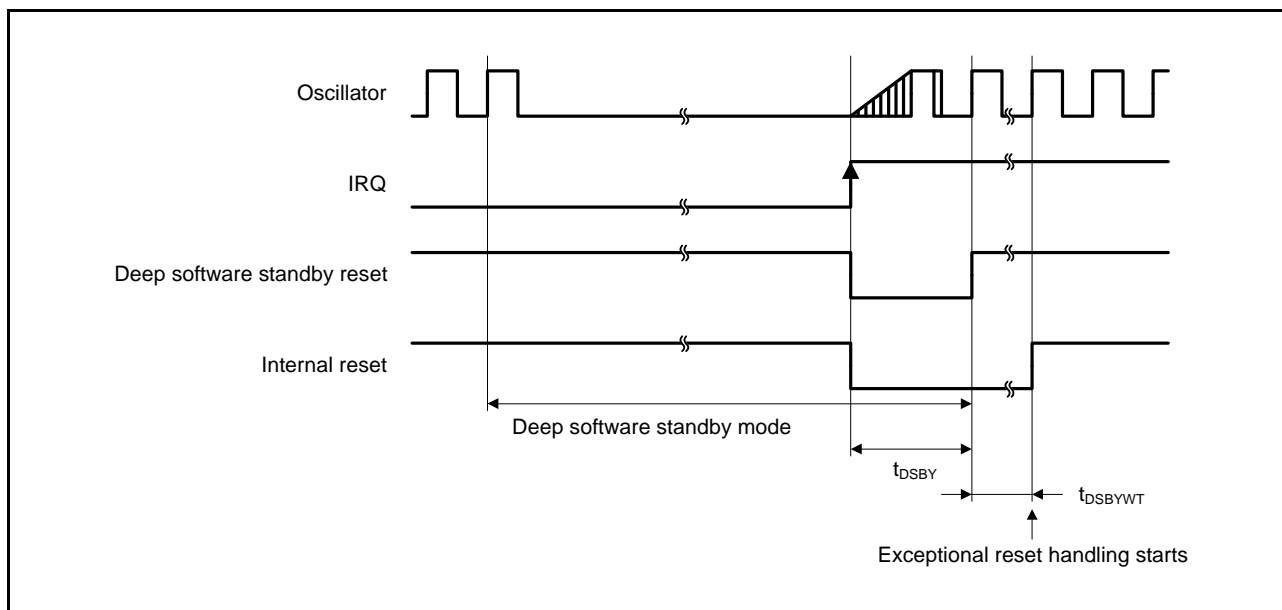 Oscillator
IRQ
Deep software standby reset
Internal reset
Deep software standby mode
tDSBY
tDSBYWT
Exceptional reset handling starts